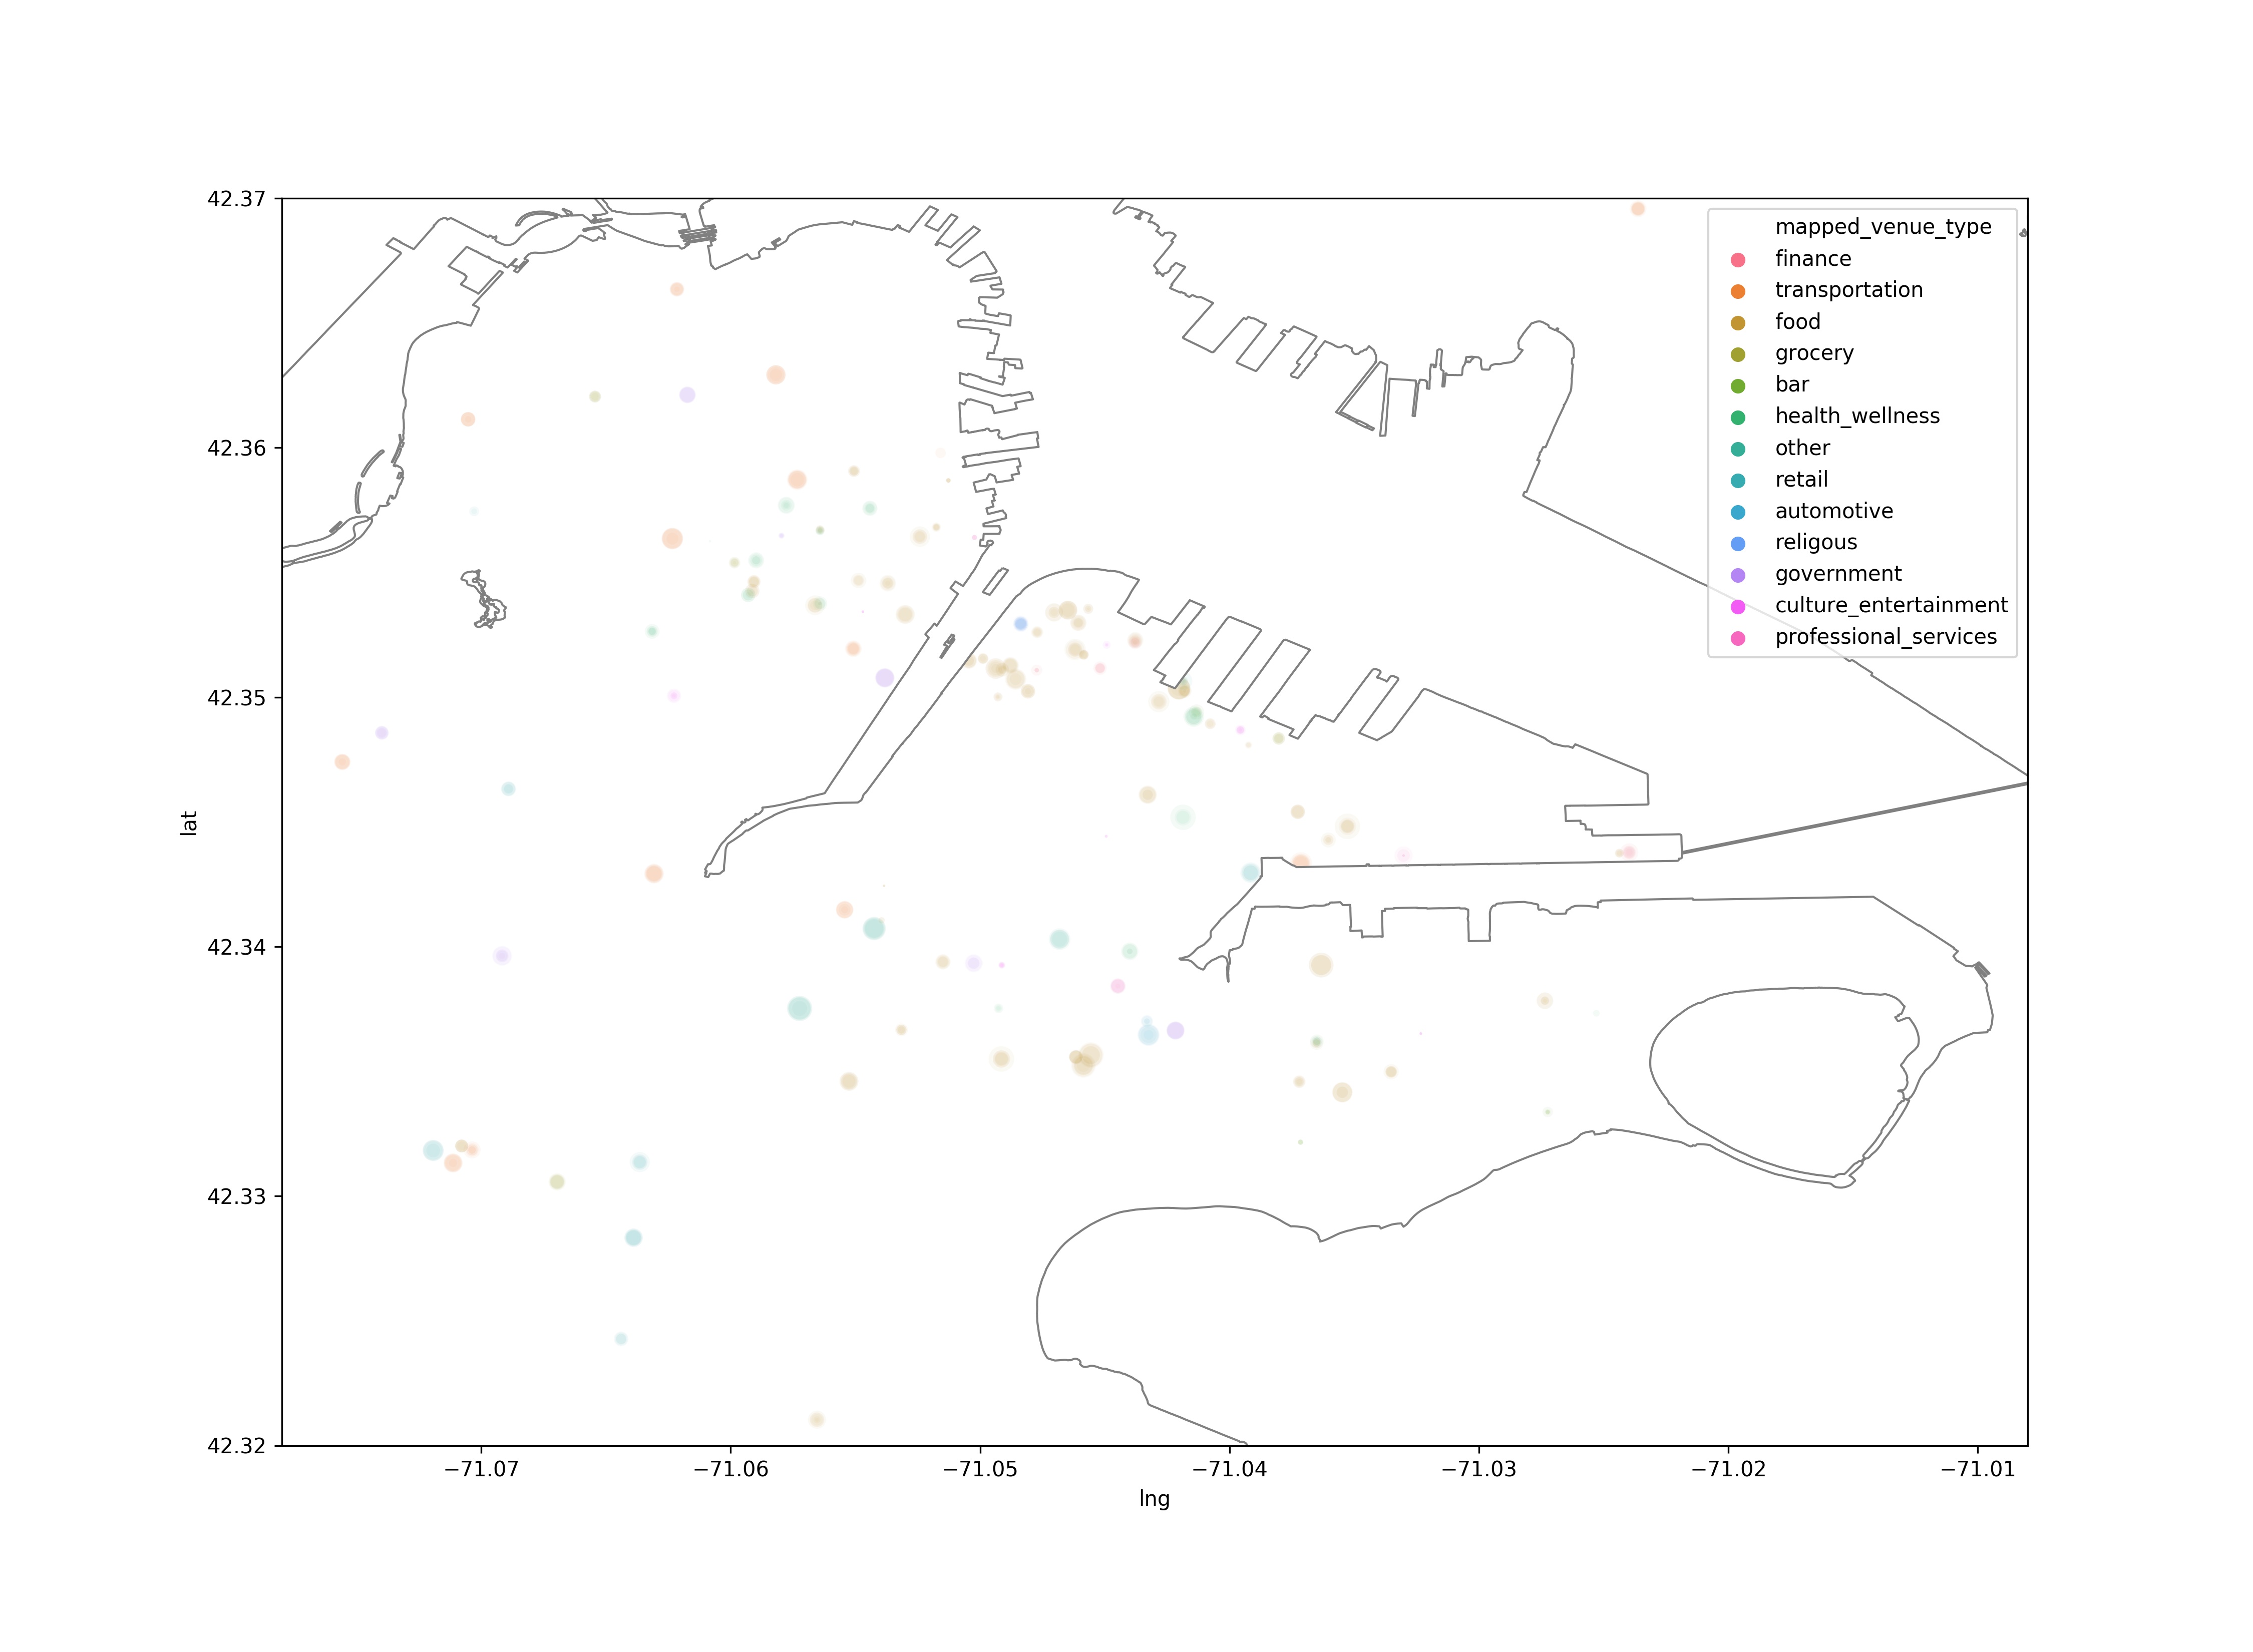 42.37
42.36
42.35
42.34
42.33
42.32
lat
−71.07
−71.06
−71.05
−71.04
−71.03
−71.02
−71.01
lng
mapped_venue_type
finance
transportation
food
grocery
bar
health_wellness
other
retail
automotive
religous
government
culture_entertainment
professional_services